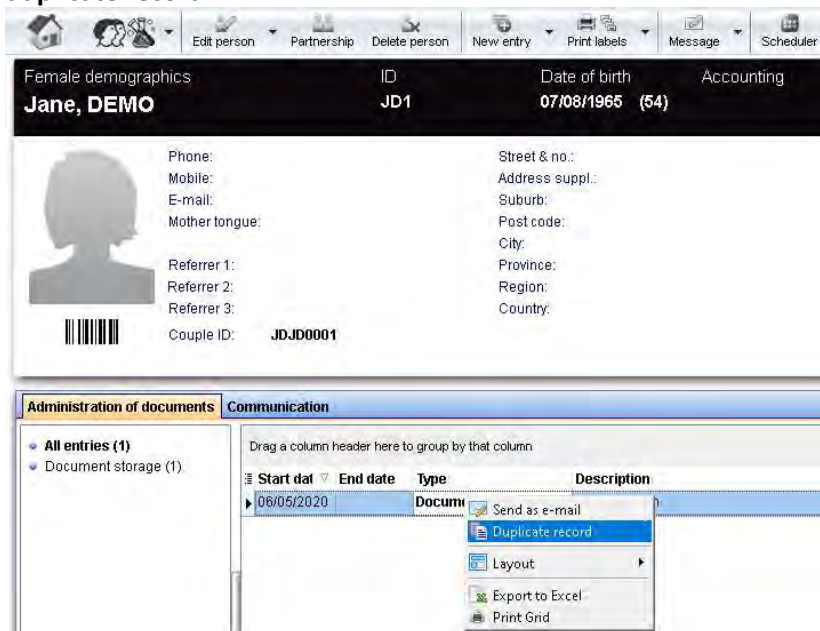 Edit person Partnership Delete person New entry Print labels Message Scheduler
Female demographics ID Date of birth Accounting
Jane, DEMO JD1 07/08/1965 (54)
Phone: Street & no.:
Mobile: Address suppl.:
E-mail: Suburb:
Mother tongue: Post code:
City:
Referrer 1: Province:
Referrer 2: Region:
Referrer 3: Country:
Couple ID: JDJD0001
Administration of documents Communication
All entries (1) Drag a column header here to group by that column
Document storage (1)
Start dat End date Type Description
06/05/2020 Docum
Send as e-mail
Duplicate record
Layout
Export to Excel
Print Grid